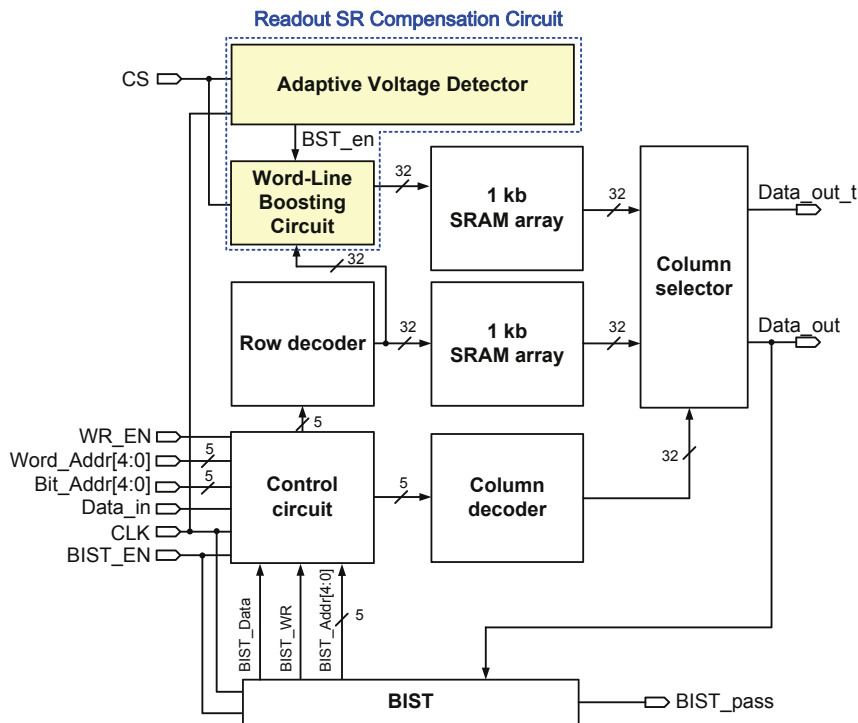 Readout SR Compensation Circuit
CS
Adaptive Voltage Detector
BST_en
Word-Line
Boosting
Circuit
32
1 kb
SRAM array
32
Data_out_t
Column
selector
32
Row decoder
32
1 kb
SRAM array
32
Data_out
5
WR_EN
Word_Addr[4:0]
5
Bit_Addr[4:0]
5
Data_in
CLK
BIST_EN
Control
circuit
5
Column
decoder
32
BIST_Data
BIST_WR
BIST_Addr[4:0]
5
BIST
BIST_pass